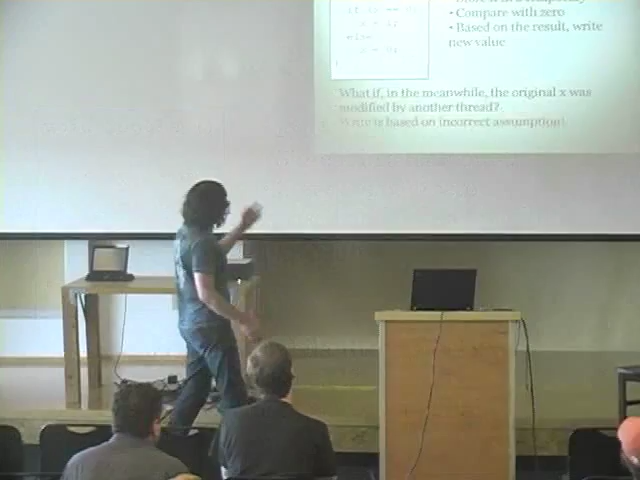 else
• Compare with zero
• Based on the result, write
new value
What if, in the meanwhile, the original x was
modified by another thread?
Write is based on incorrect assumption!